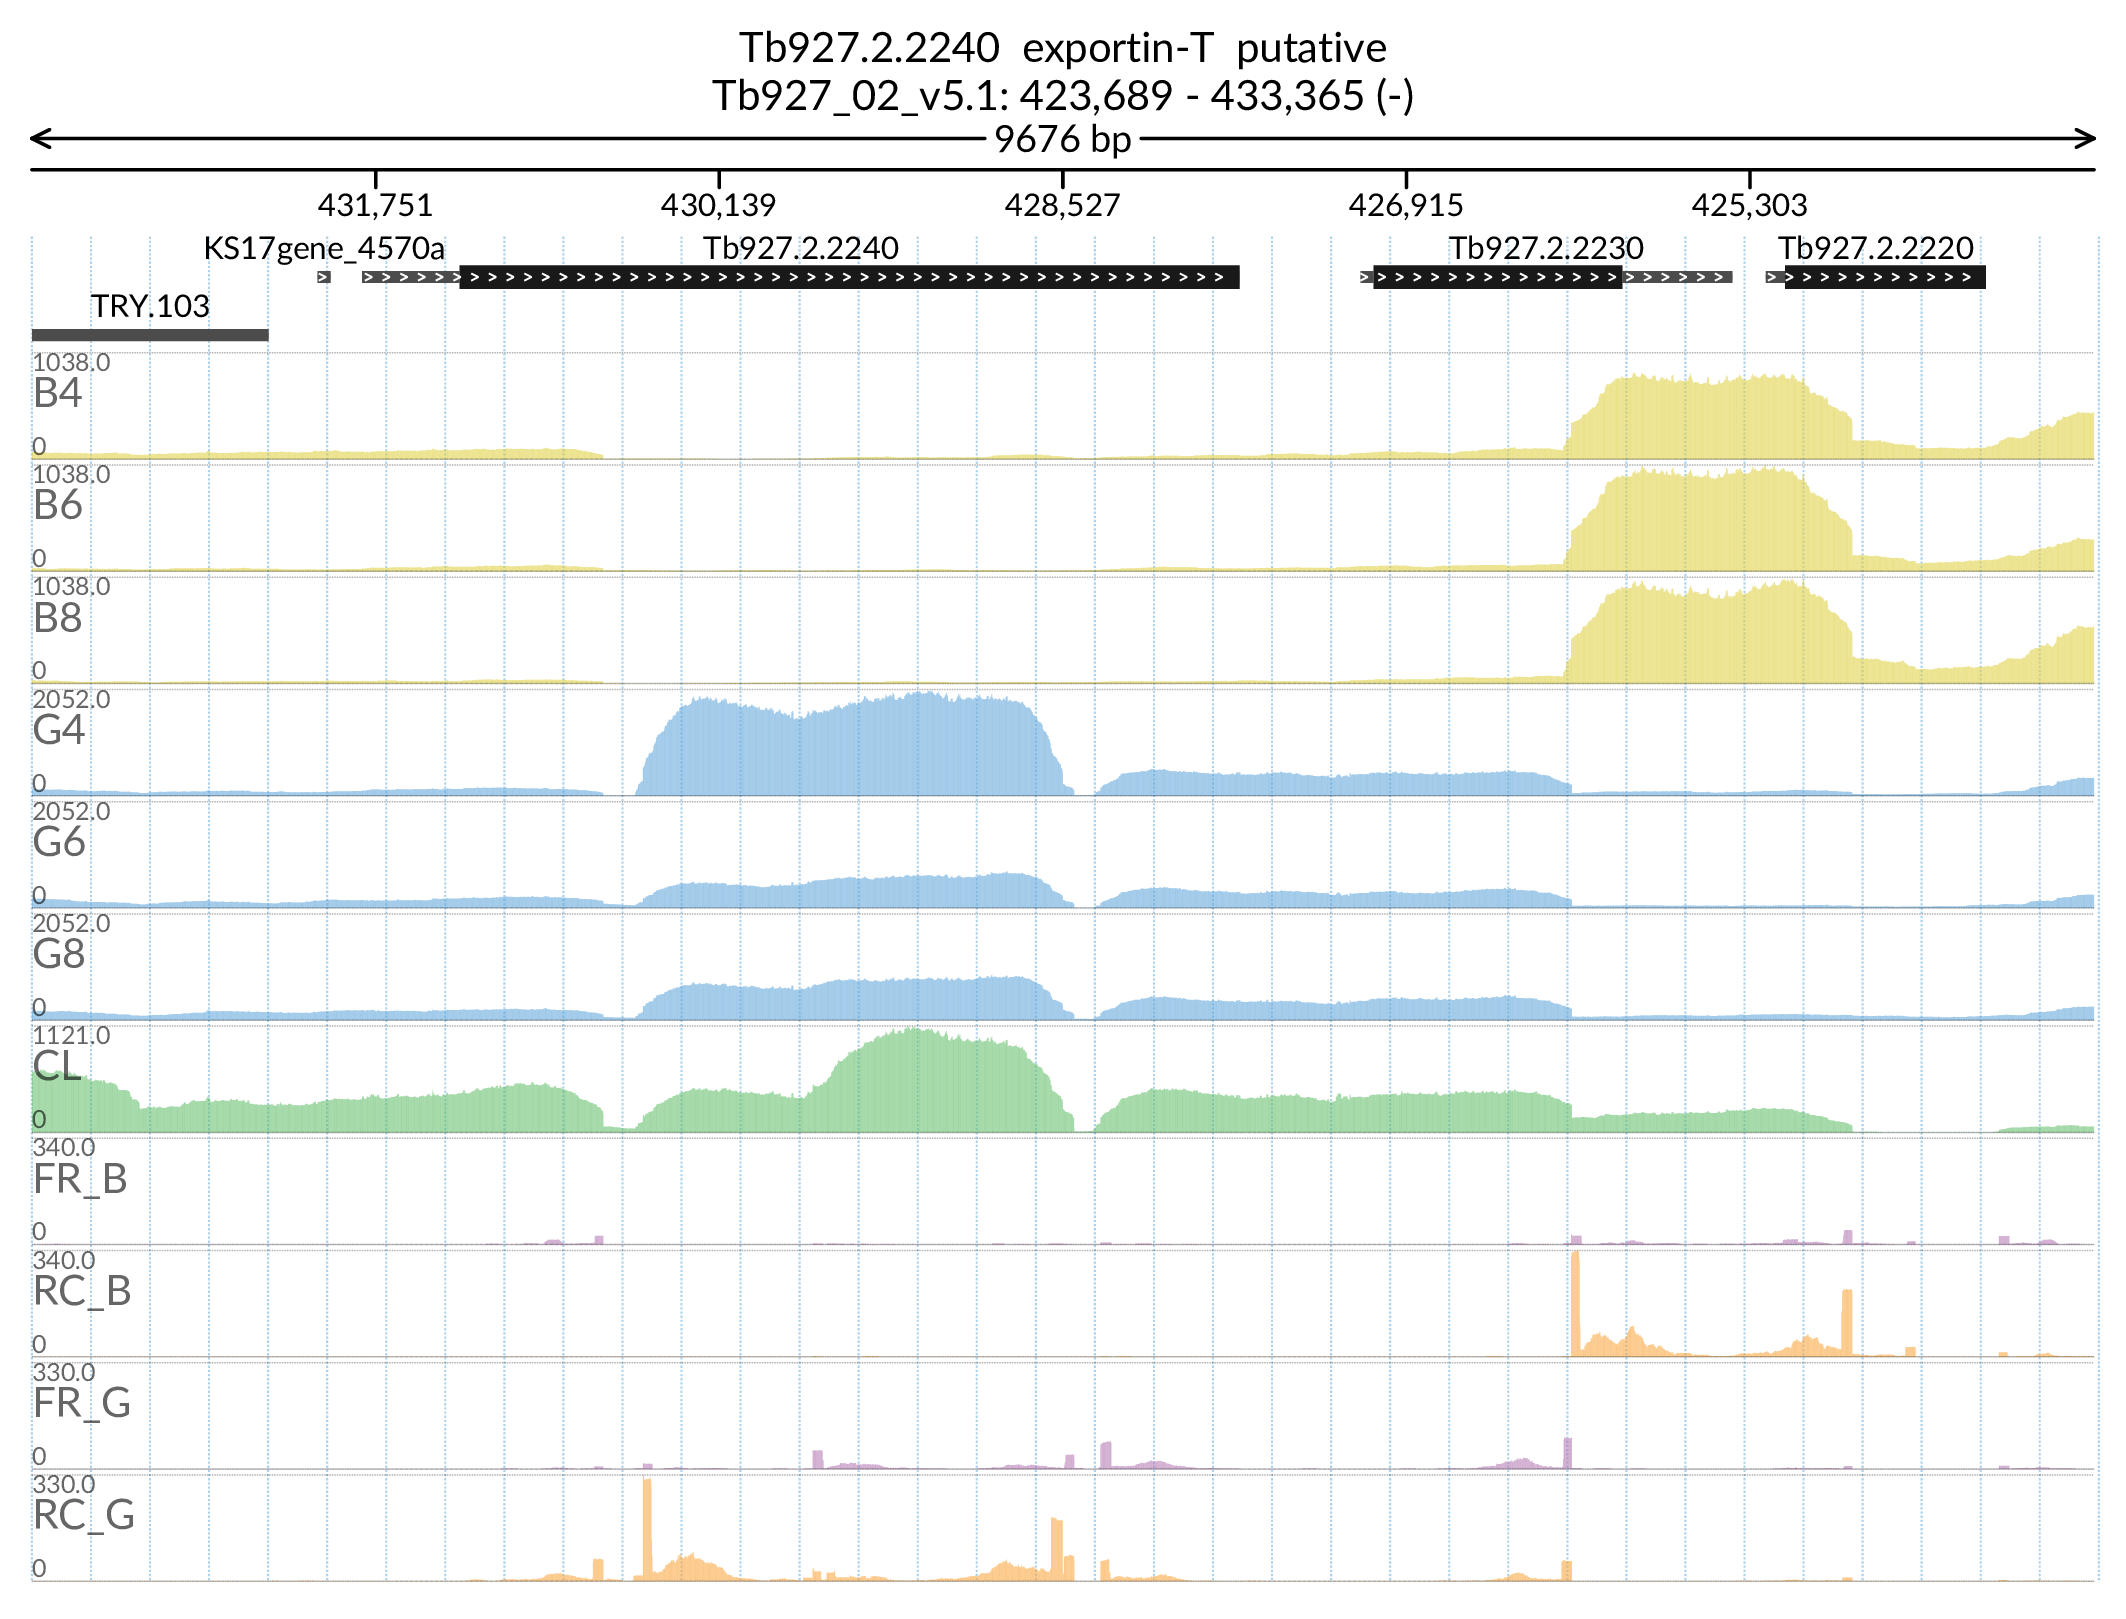 Tb927.2.2240 exportin-T putative
Tb927_02_v5.1: 423,689 - 433,365 (-)
9676 bp
431,751 430,139 428,527 426,915 425,303
KS17gene_4570a Tb927.2.2240 Tb927.2.2230 Tb927.2.2220
TRY.103
1038.0
B4
0
1038.0
B6
0
1038.0
B8
0
2052.0
G4
0
2052.0
G6
0
2052.0
G8
0
1121.0
CL
0
340.0
FR_B
0
340.0
RC_B
0
330.0
FR_G
0
330.0
RC_G
0